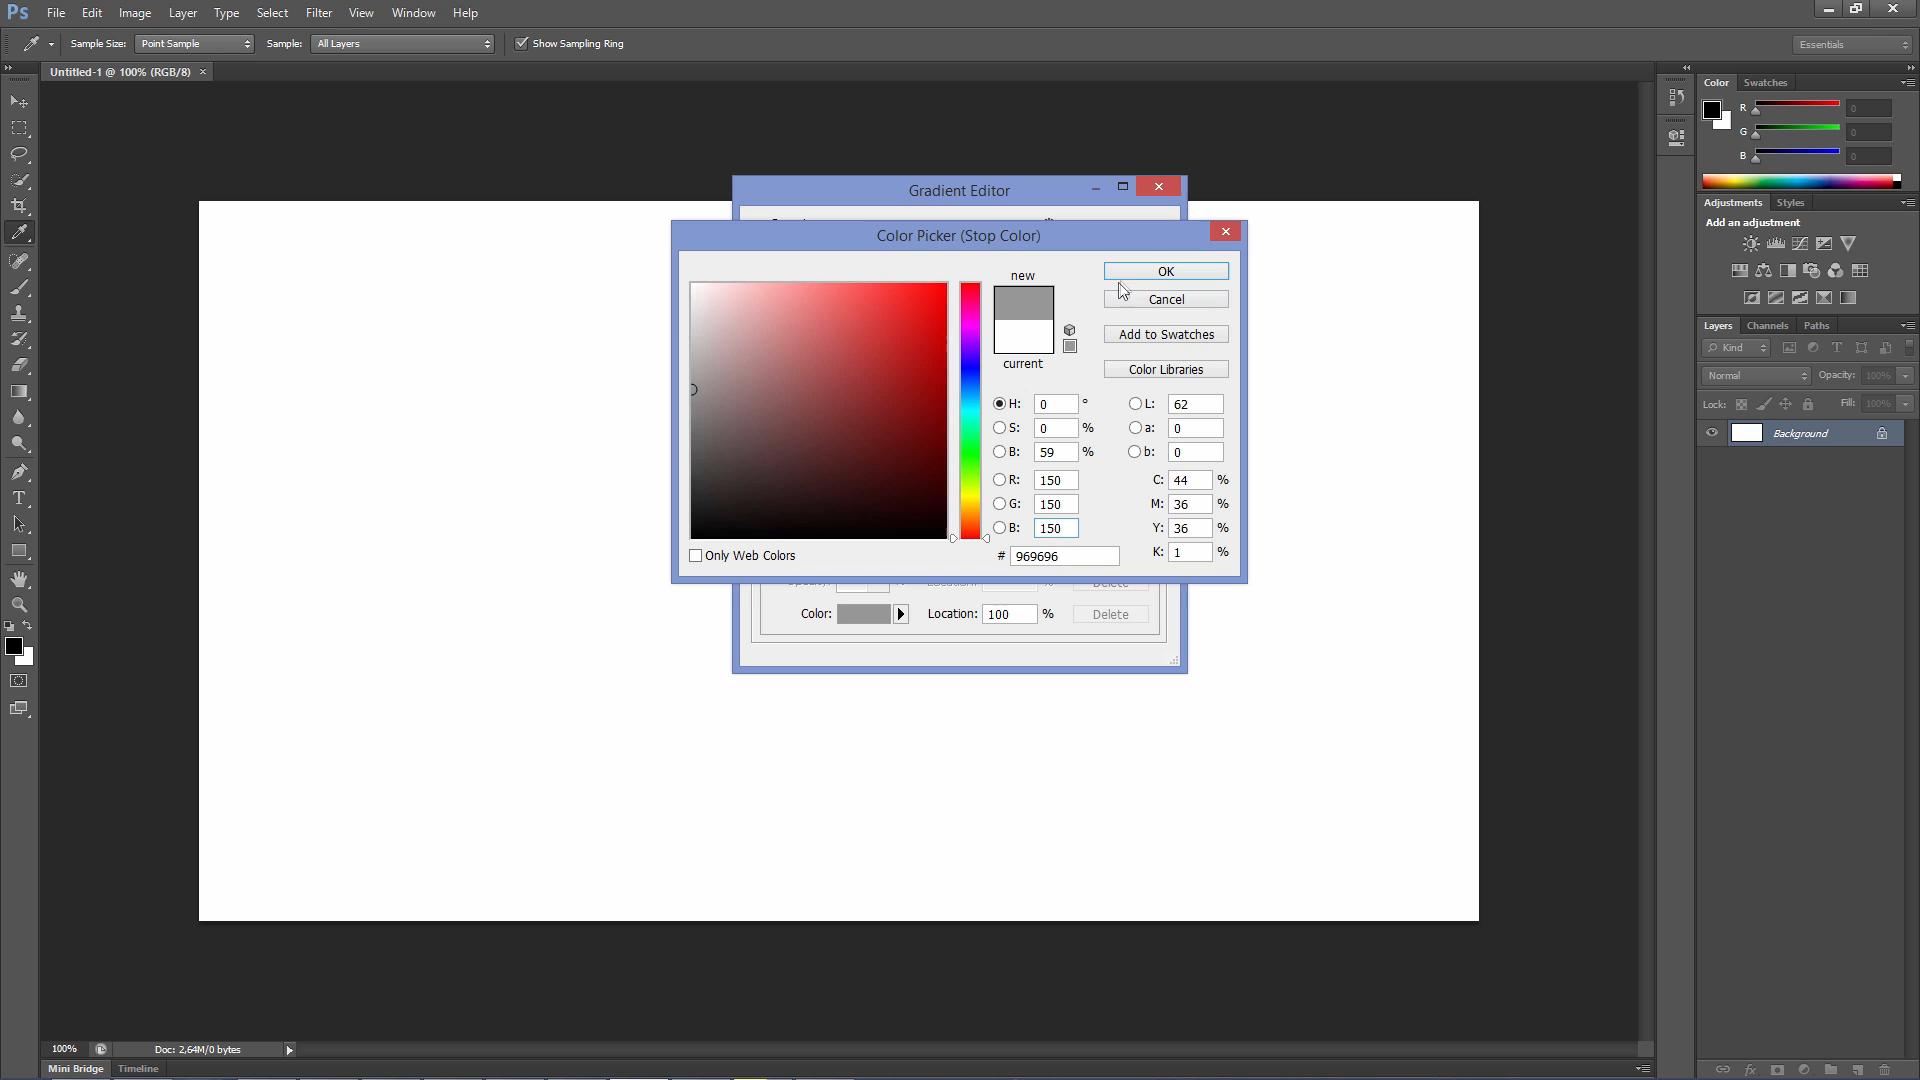 Ps File Edit Image Layer Type Select Filter View Window Help
Sample Size: Point Sample Sample: All Layers Show Sampling Ring Essentials
Untitled-1 @ 100% (RGB/8) ×
Color Swatches
R 0
G 0
B 0
Adjustments Styles
Add an adjustment
Layers Channels Paths
Kind
Normal Opacity: 100%
Lock: Fill: 100%
Background
Gradient Editor
Color Picker (Stop Color)
new
current
OK
Cancel
Add to Swatches
Color Libraries
H: 0 ° L: 62
S: 0 % a: 0
B: 59 % b: 0
R: 150 C: 44 %
G: 150 M: 36 %
B: 150 Y: 36 %
# 969696 K: 1 %
Only Web Colors
Color: Location: 100 % Delete
100% Doc: 2,64M/0 bytes
Mini Bridge Timeline